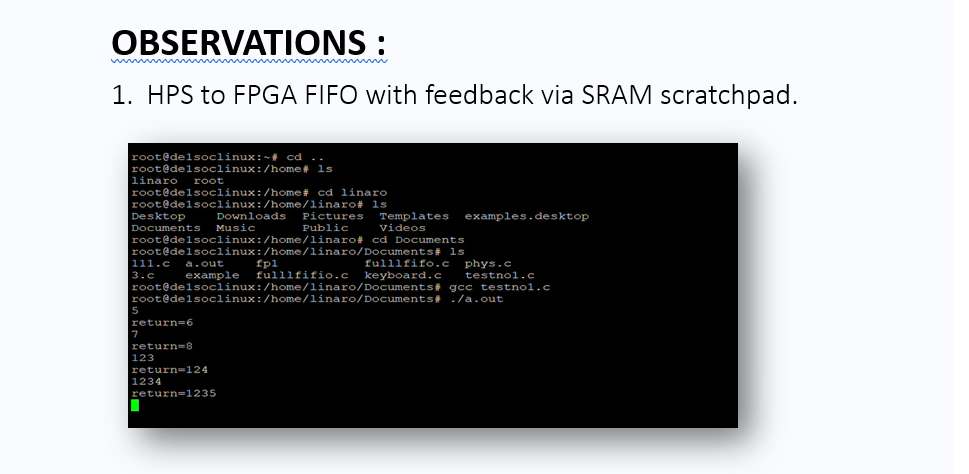 OBSERVATIONS :
1. HPS to FPGA FIFO with feedback via SRAM scratchpad.
root@de1soclinux:~# cd ..
root@de1soclinux:/home# ls
linaro  root
root@de1soclinux:/home# cd linaro
root@de1soclinux:/home/linaro# ls
Desktop    Downloads  Pictures  Templates  examples.desktop
Documents  Music      Public    Videos
root@de1soclinux:/home/linaro# cd Documents
root@de1soclinux:/home/linaro/Documents# ls
111.c  a.out    fp1           fulllfifo.c  phys.c
3.c    example  fulllfifio.c  keyboard.c   testno1.c
root@de1soclinux:/home/linaro/Documents# gcc testno1.c
root@de1soclinux:/home/linaro/Documents# ./a.out
5
return=6
7
return=8
123
return=124
1234
return=1235